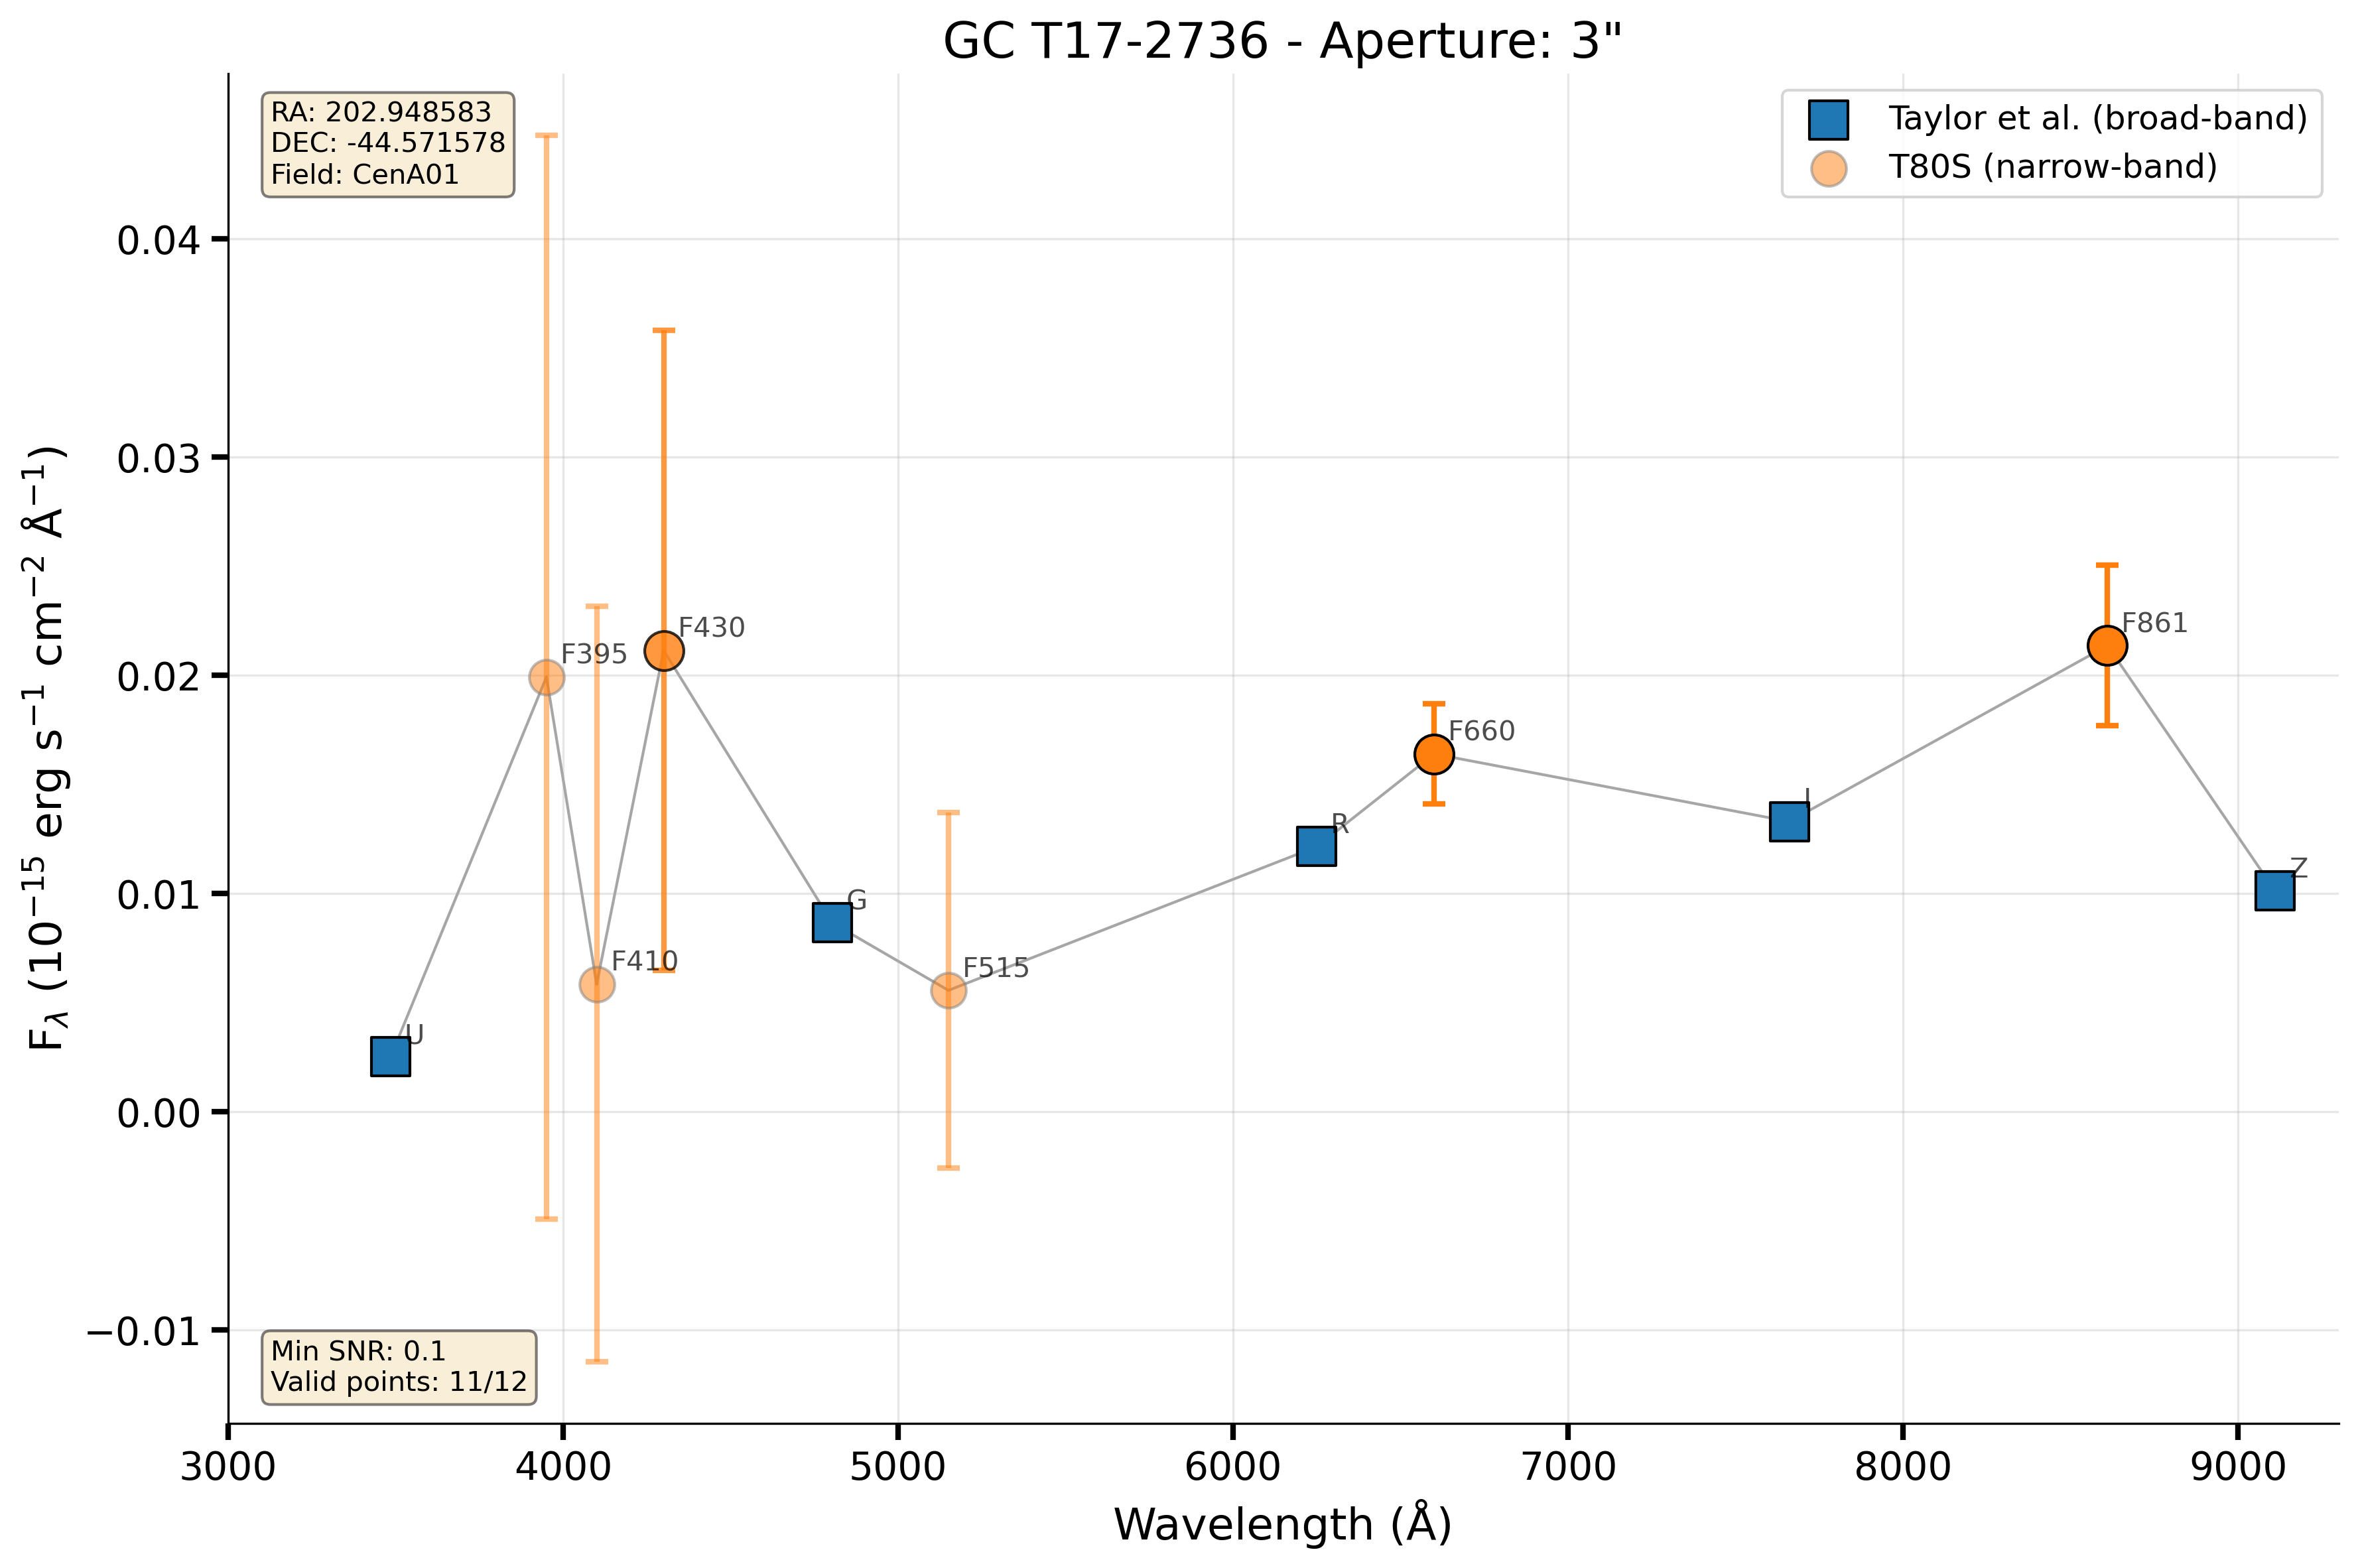 GC T17-2736 - Aperture: 3"
RA: 202.948583
DEC: -44.571578
Field: CenA01
Taylor et al. (broad-band)
T80S (narrow-band)
0.04
0.03
0.02
0.01
0.00
−0.01
F$_λ$ (10$^{−15}$ erg s$^{−1}$ cm$^{−2}$ Å$^{−1}$)
U
F395
F410
F430
G
F515
R
F660
I
F861
Z
Min SNR: 0.1
Valid points: 11/12
3000 4000 5000 6000 7000 8000 9000
Wavelength (Å)